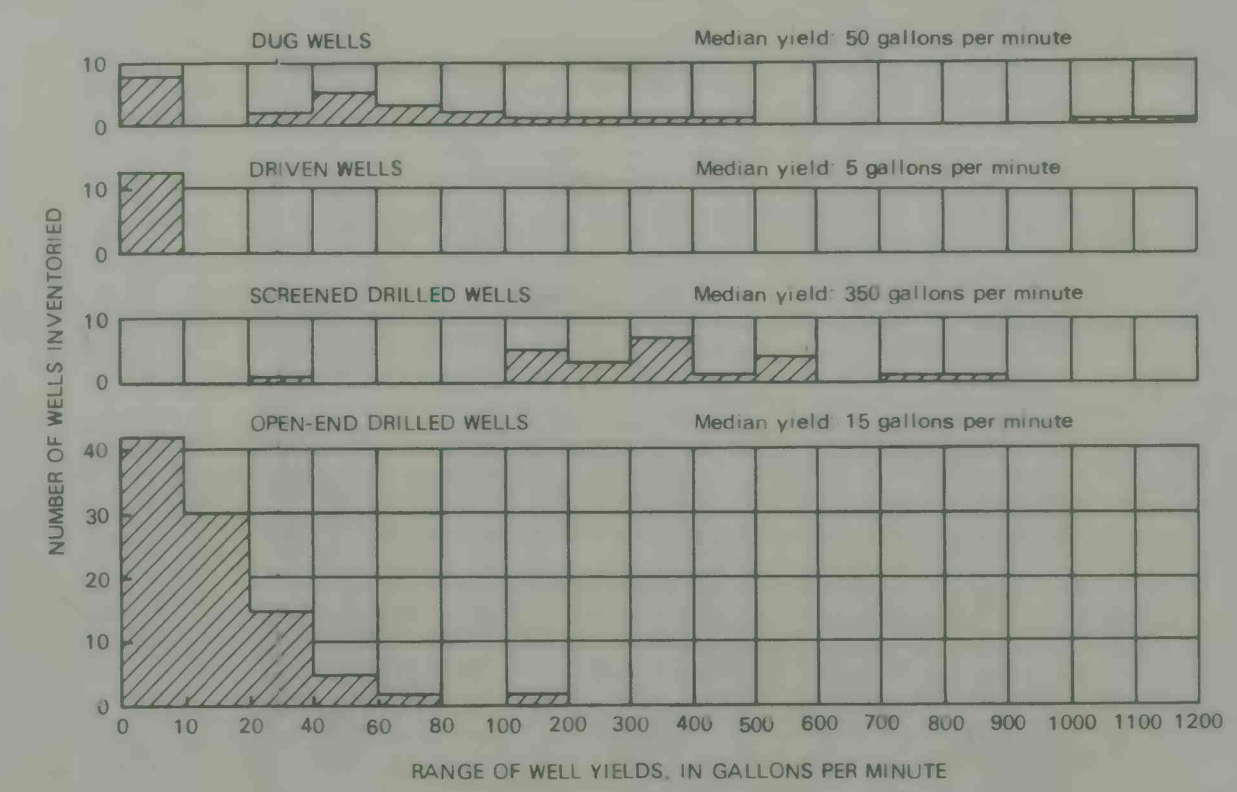 DUG WELLS Median yield: 50 gallons per minute
10
0
DRIVEN WELLS Median yield: 5 gallons per minute
10
0
SCREENED DRILLED WELLS Median yield: 350 gallons per minute
10
0
OPEN-END DRILLED WELLS Median yield: 15 gallons per minute
40
30
20
10
0
NUMBER OF WELLS INVENTORIED
0 10 20 40 60 80 100 200 300 400 500 600 700 800 900 1000 1100 1200
RANGE OF WELL YIELDS, IN GALLONS PER MINUTE